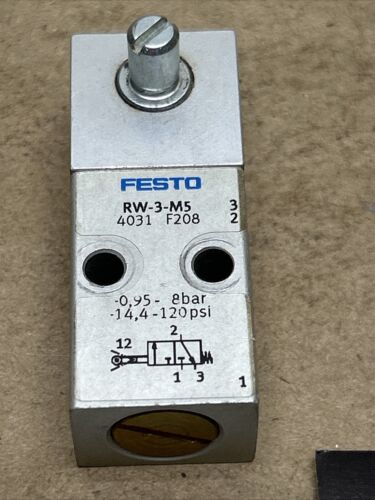 FESTO
RW-3-M5 3
4031 F208 2
-0,95- 8bar
-14,4-120psi
2
12
1 3 1